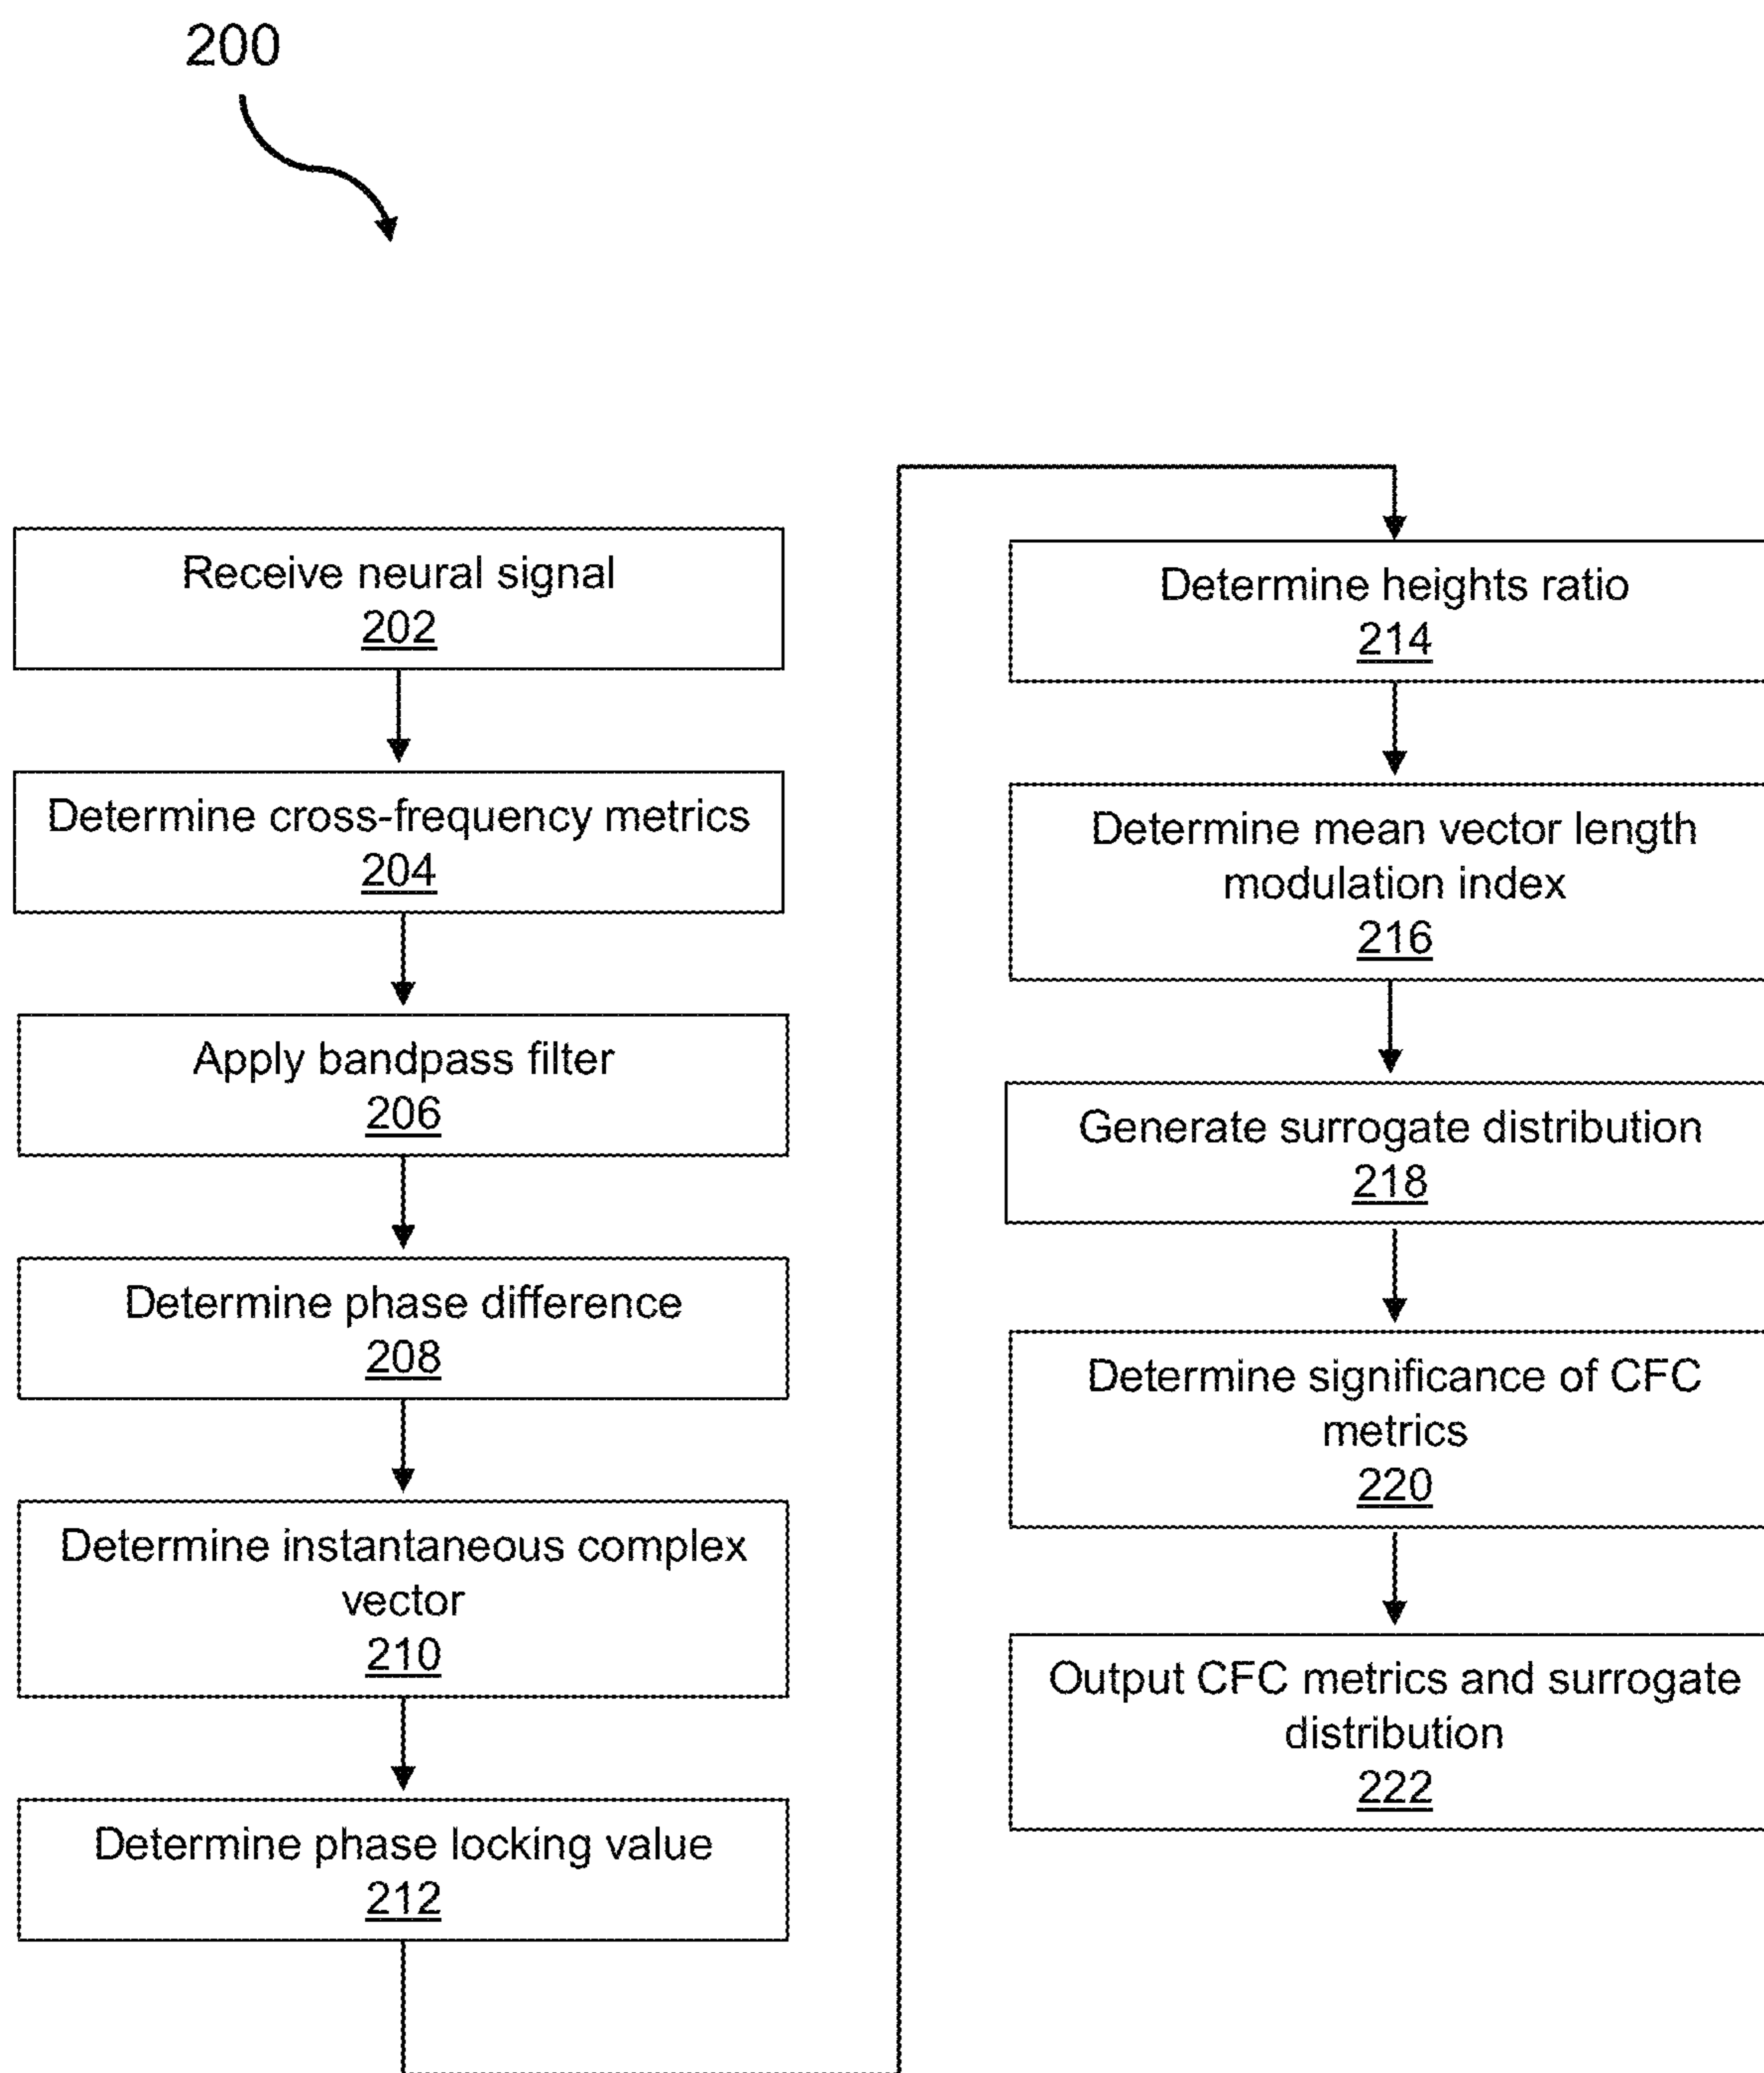 200
Receive neural signal
202
Determine cross-frequency metrics
204
Apply bandpass filter
206
Determine phase difference
208
Determine instantaneous complex
vector
210
Determine phase locking value
212
Determine heights ratio
214
Determine mean vector length
modulation index
216
Generate surrogate distribution
218
Determine significance of CFC
metrics
220
Output CFC metrics and surrogate
distribution
222